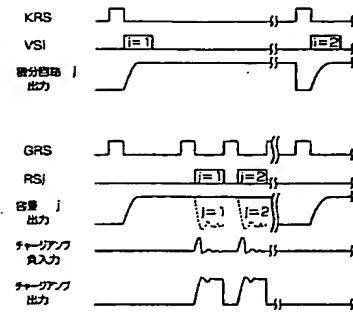 KRS
VSi
i=1
i=2
積分回路 j
出力
GRS
RSj
j=1
j=2
容量 j
出力
j=1
j=2
チャージアンプ
負入力
チャージアンプ
出力